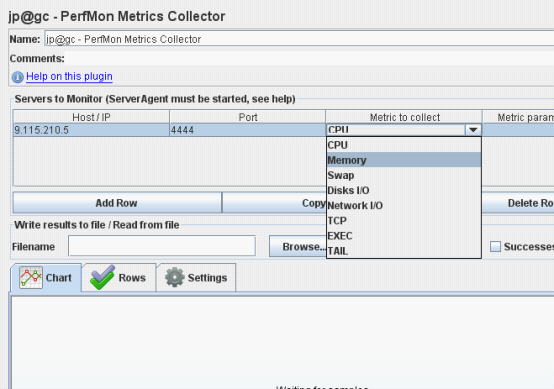 jp@gc - PerfMon Metrics Collector
Name: jp@gc - PerfMon Metrics Collector
Comments:
Help on this plugin
Servers to Monitor (ServerAgent must be started, see help)
Host / IP Port Metric to collect Metric param
9.115.210.5 4444 CPU
CPU
Memory
Swap
Disks I/O
Network I/O
TCP
EXEC
TAIL
Add Row Copy Delete Ro
Write results to file / Read from file
Filename Browse... Successes
Chart Rows Settings
Waiting for samples